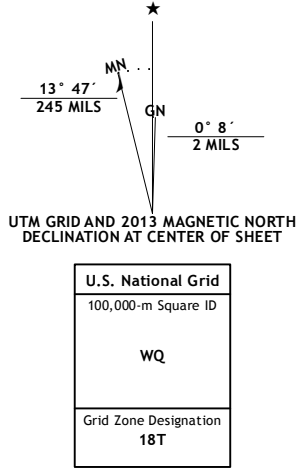 ★
MN
13° 47´
245 MILS
GN
0° 8´
2 MILS
UTM GRID AND 2013 MAGNETIC NORTH
DECLINATION AT CENTER OF SHEET
U.S. National Grid
100,000-m Square ID
WQ
Grid Zone Designation
18T